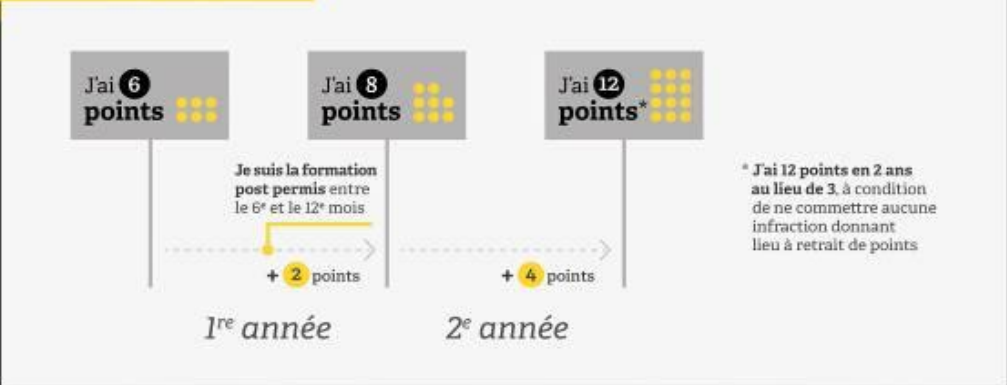 J'ai 6
points
J'ai 8
points
J'ai 12
points*
Je suis la formation
post permis entre
le 6e et le 12e mois
* J'ai 12 points en 2 ans
au lieu de 3, à condition
de ne commettre aucune
infraction donnant
lieu à retrait de points
+ 2 points
+ 4 points
1re année
2e année